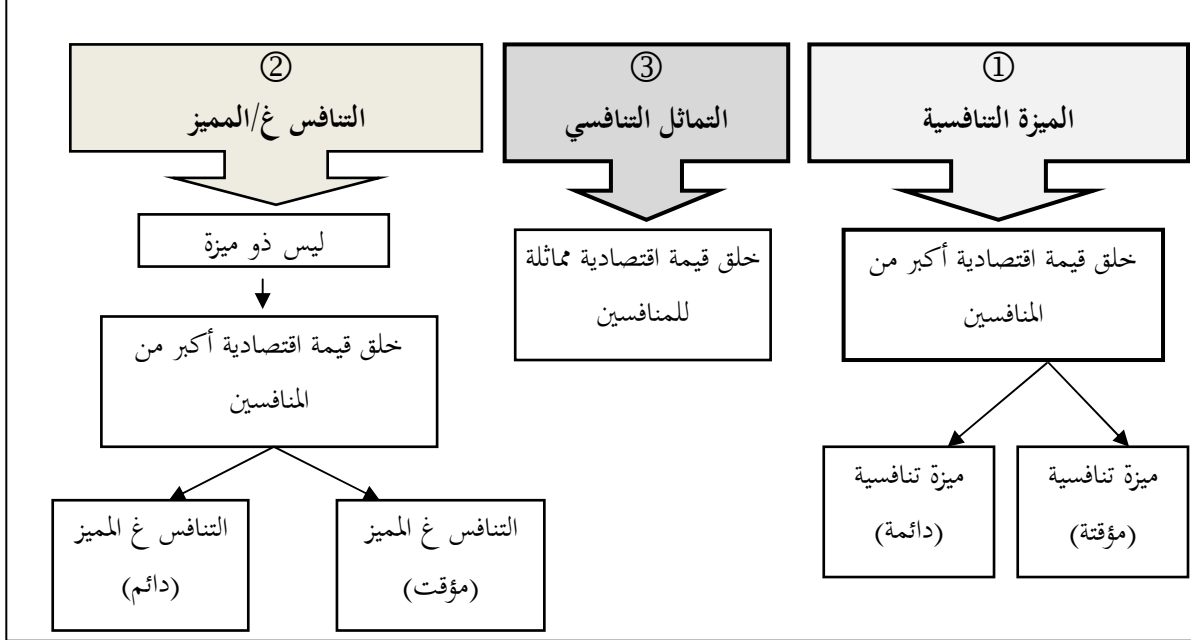 ①
الميزة التنافسية
خلق قيمة اقتصادية أكبر من
المنافسين
ميزة تنافسية
(مؤقتة)
ميزة تنافسية
(دائمة)
③
التماثل التنافسي
خلق قيمة اقتصادية مماثلة
للمنافسين
②
التنافس غ/المميز
ليس ذو ميزة
خلق قيمة اقتصادية أكبر من
المنافسين
التنافس غ المميز
(مؤقت)
التنافس غ المميز
(دائم)